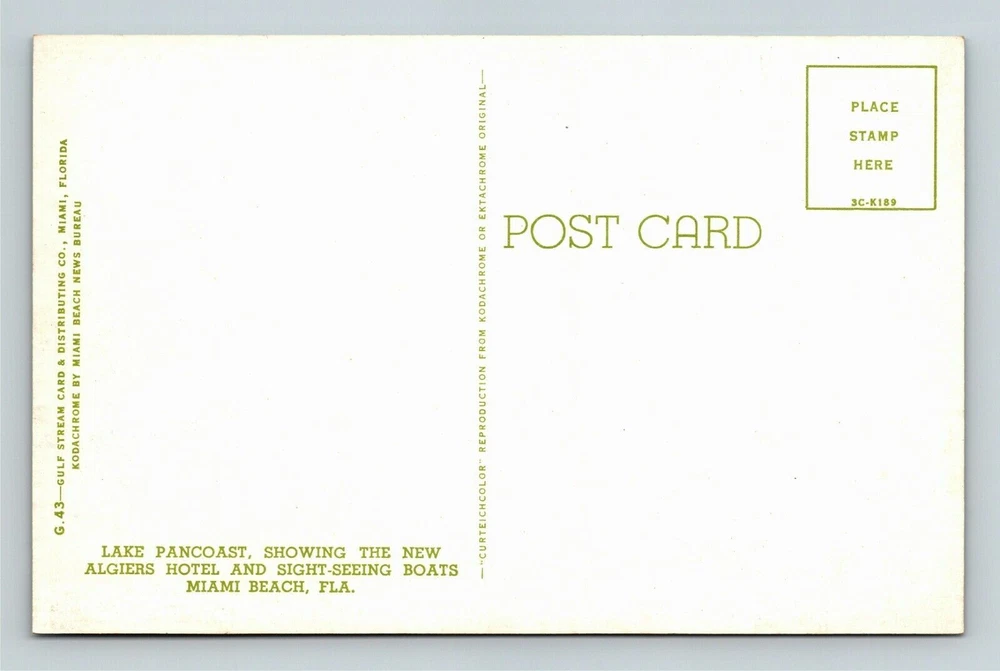 G.43—GULF STREAM CARD & DISTRIBUTING CO., MIAMI, FLORIDA
KODACHROME BY MIAMI BEACH NEWS BUREAU
LAKE PANCOAST, SHOWING THE NEW
ALGIERS HOTEL AND SIGHT-SEEING BOATS
MIAMI BEACH, FLA.
—"CURTEICHCOLOR" REPRODUCTION FROM KODACHROME OR EKTACHROME ORIGINAL—
POST CARD
PLACE
STAMP
HERE
3C-K189